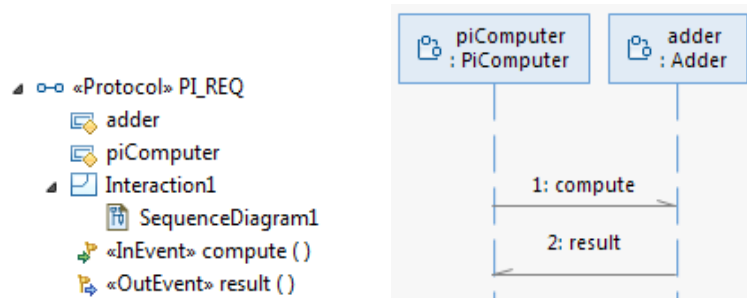 «Protocol» PI_REQ
adder
piComputer
Interaction1
SequenceDiagram1
«InEvent» compute ( )
«OutEvent» result ( )
piComputer
: PiComputer
adder
: Adder
1: compute
2: result